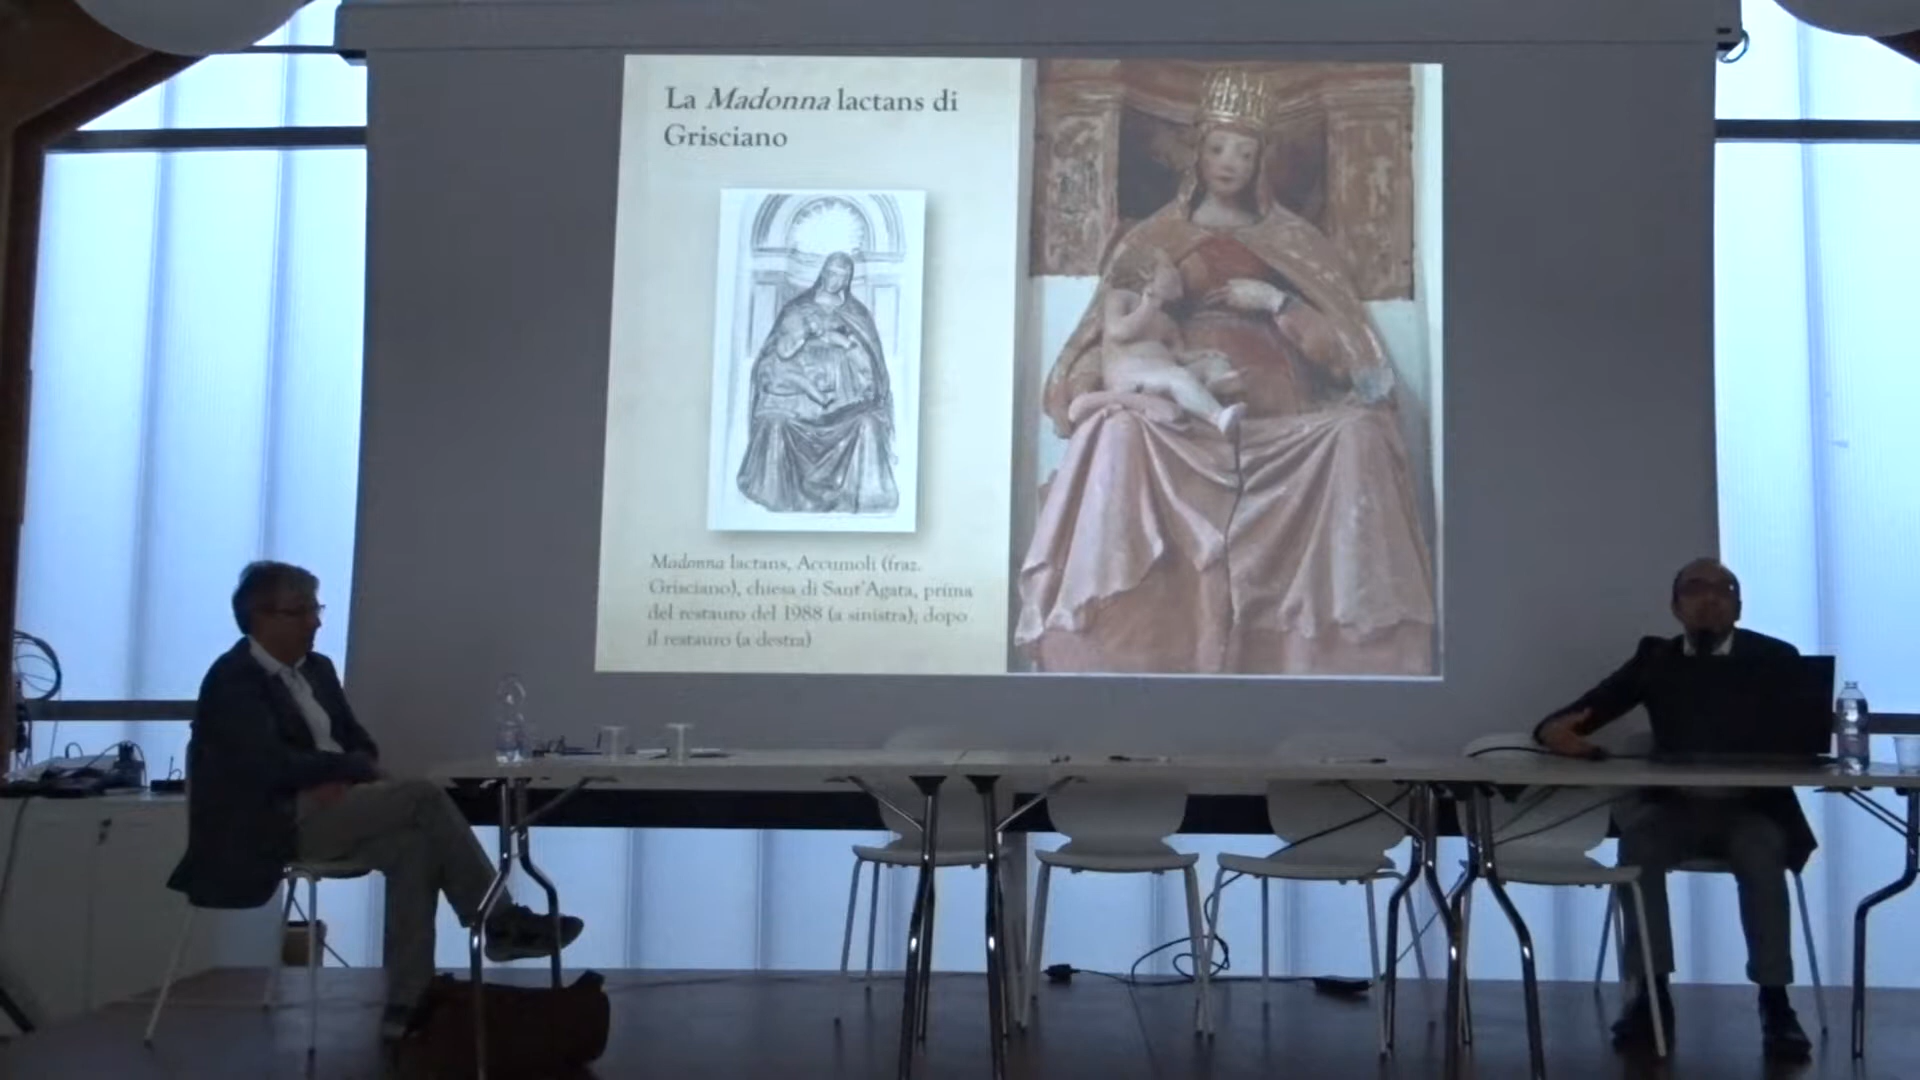 La Madonna lactans di
Grisciano
Madonna lactans, Accumoli (fraz.
Grisciano), chiesa di Sant'Agata, prima
del restauro del 1988 (a sinistra); dopo
il restauro (a destra)